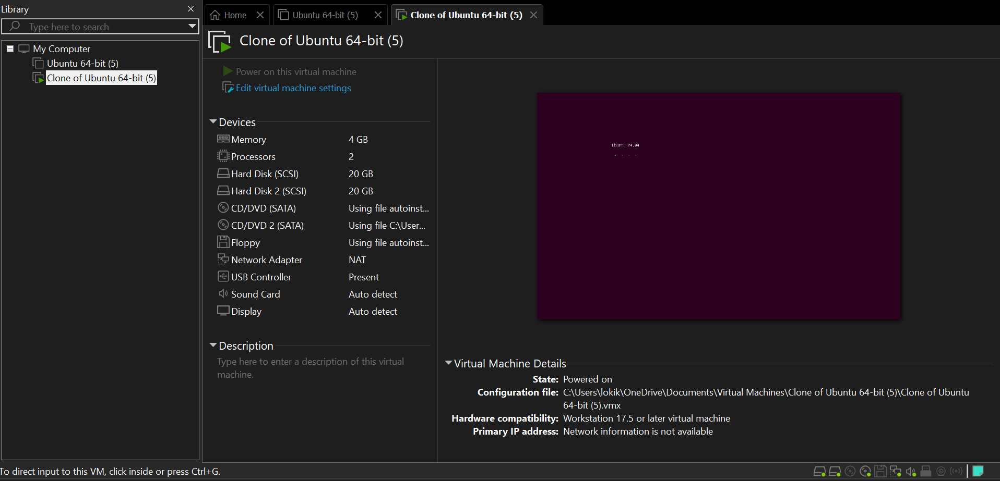 Library
Type here to search
My Computer
Ubuntu 64-bit (5)
Clone of Ubuntu 64-bit (5)
Home
Ubuntu 64-bit (5)
Clone of Ubuntu 64-bit (5)
Clone of Ubuntu 64-bit (5)
Power on this virtual machine
Edit virtual machine settings
Devices
Memory 4 GB
Processors 2
Hard Disk (SCSI) 20 GB
Hard Disk 2 (SCSI) 20 GB
CD/DVD (SATA) Using file autoinst...
CD/DVD 2 (SATA) Using file C:\User...
Floppy Using file autoinst...
Network Adapter NAT
USB Controller Present
Sound Card Auto detect
Display Auto detect
Description
Type here to enter a description of this virtual
machine.
Ubuntu 24.04
Virtual Machine Details
State: Powered on
Configuration file: C:\Users\lokik\OneDrive\Documents\Virtual Machines\Clone of Ubuntu 64-bit (5)\Clone of Ubuntu
64-bit (5).vmx
Hardware compatibility: Workstation 17.5 or later virtual machine
Primary IP address: Network information is not available
To direct input to this VM, click inside or press Ctrl+G.